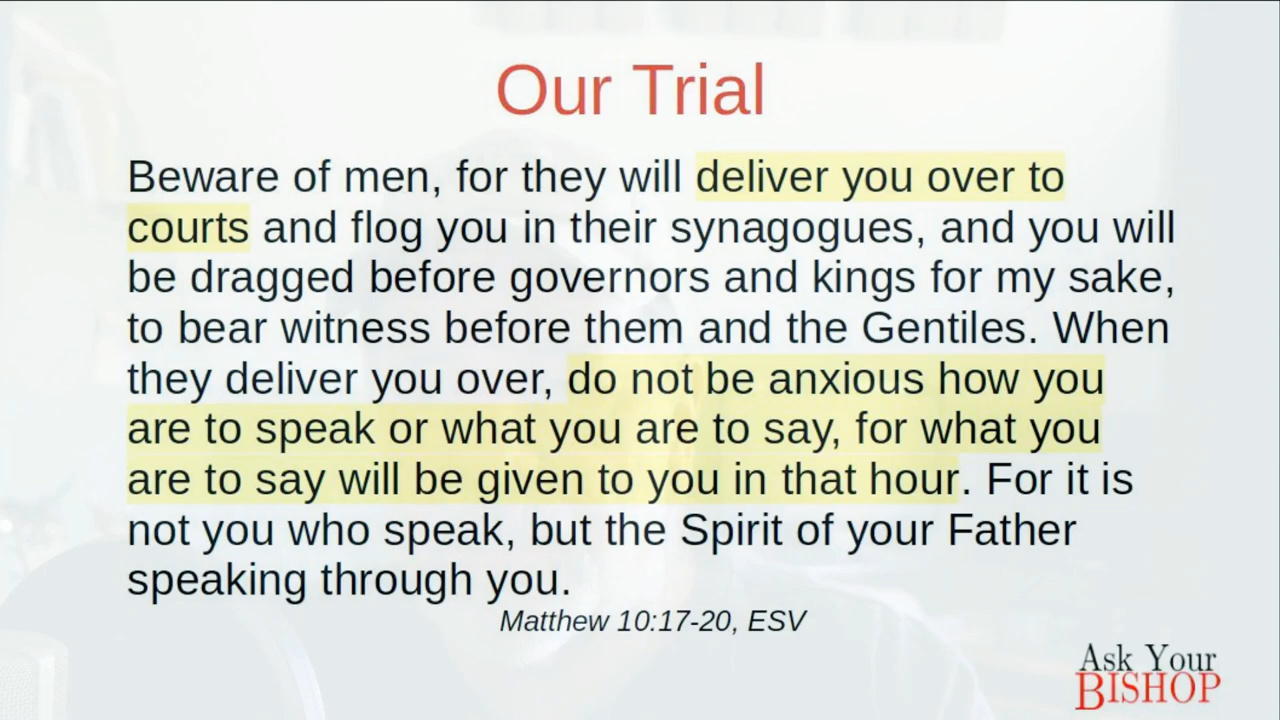 Our Trial
Beware of men, for they will deliver you over to
courts and flog you in their synagogues, and you will
be dragged before governors and kings for my sake,
to bear witness before them and the Gentiles. When
they deliver you over, do not be anxious how you
are to speak or what you are to say, for what you
are to say will be given to you in that hour. For it is
not you who speak, but the Spirit of your Father
speaking through you.
Matthew 10:17-20, ESV
Ask Your
BISHOP